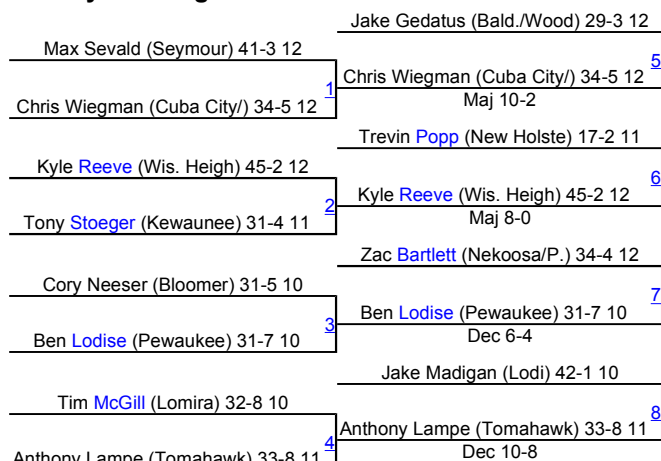 Jake Gedatus (Bald./Wood) 29-3 12
Max Sevald (Seymour) 41-3 12
5
1
Chris Wiegman (Cuba City/) 34-5 12
Maj 10-2
Chris Wiegman (Cuba City/) 34-5 12
Trevin Popp (New Holste) 17-2 11
Kyle Reeve (Wis. Heigh) 45-2 12
6
2
Kyle Reeve (Wis. Heigh) 45-2 12
Maj 8-0
Tony Stoeger (Kewaunee) 31-4 11
Zac Bartlett (Nekoosa/P.) 34-4 12
Cory Neeser (Bloomer) 31-5 10
7
3
Ben Lodise (Pewaukee) 31-7 10
Dec 6-4
Ben Lodise (Pewaukee) 31-7 10
Jake Madigan (Lodi) 42-1 10
Tim McGill (Lomira) 32-8 10
8
4
Anthony Lampe (Tomahawk) 33-8 11
Dec 10-8
Anthony Lampe (Tomahawk) 33-8 11